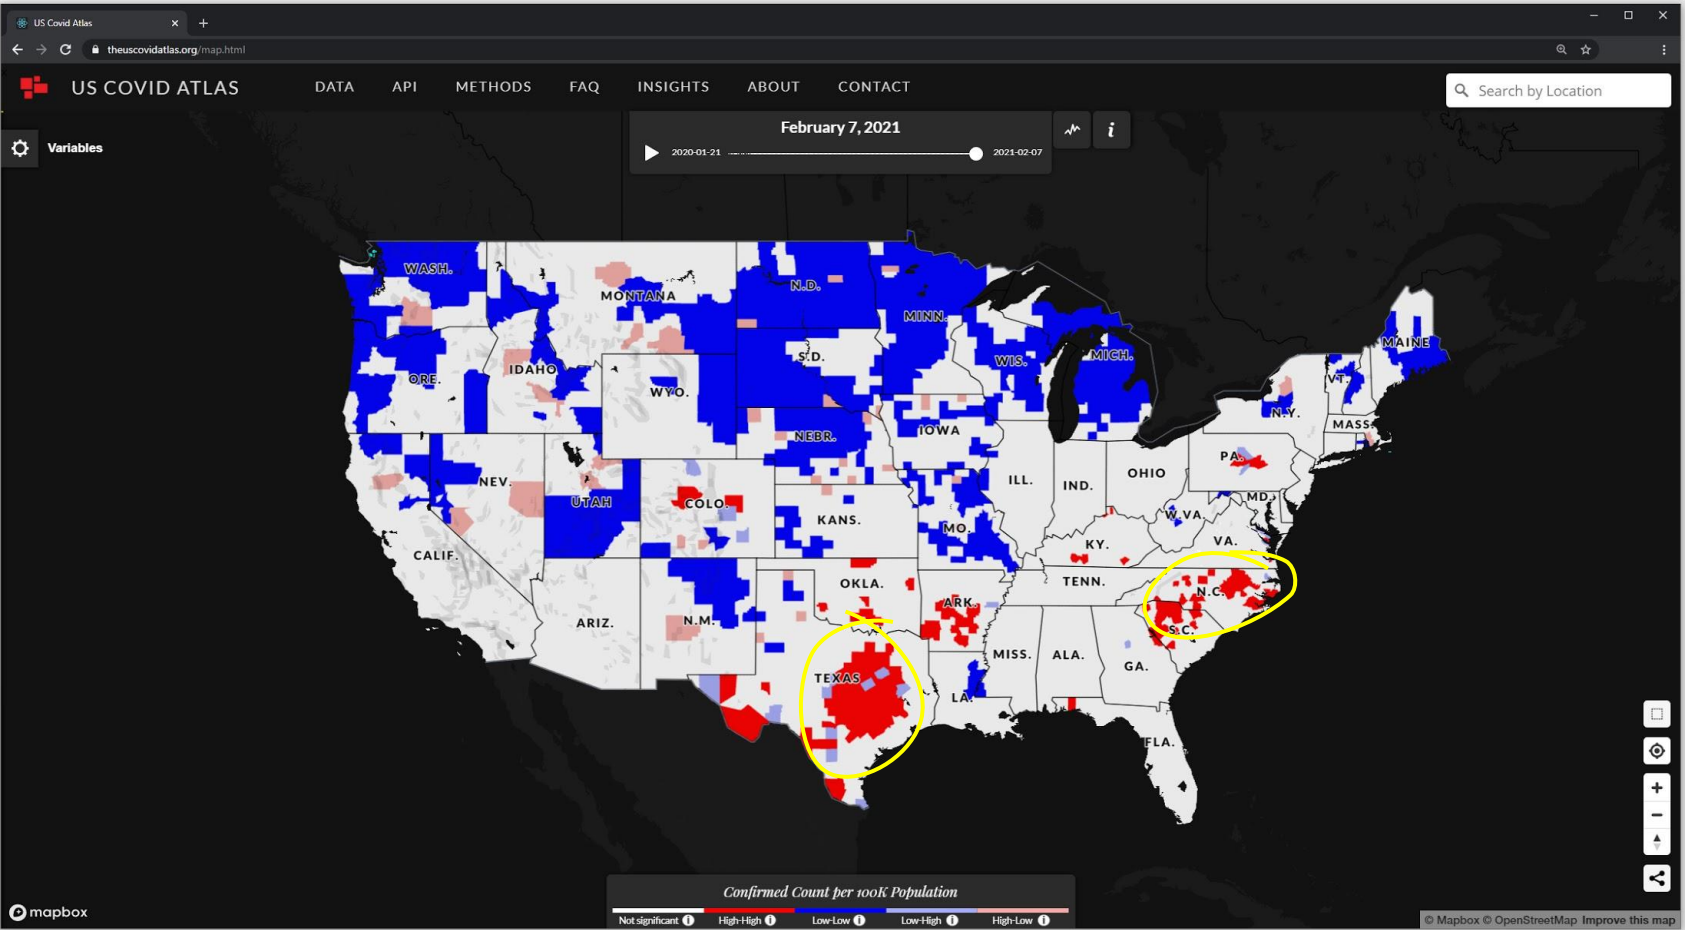 US Covid Atlas
theuscovidatlas.org/map.html
US COVID ATLAS
DATA
API
METHODS
FAQ
INSIGHTS
ABOUT
CONTACT
Search by Location
Variables
February 7, 2021
2020-01-21
2021-02-07
WASH.
MONTANA
N.D.
MINN.
MAINE
ORE.
IDAHO
WYO.
S.D.
WIS.
MICH.
VT.
N.Y.
MASS
NEV.
UTAH
COLO.
NEBR.
IOWA
ILL.
IND.
OHIO
PA.
MD.
CALIF.
KANS.
MO.
KY.
W.VA.
VA.
ARIZ.
N.M.
OKLA.
ARK.
TENN.
N.C.
S.C.
TEXAS
LA.
MISS.
ALA.
GA.
FLA.
Confirmed Count per 100K Population
Not significant
High-High
Low-Low
Low-High
High-Low
mapbox
© Mapbox © OpenStreetMap Improve this map